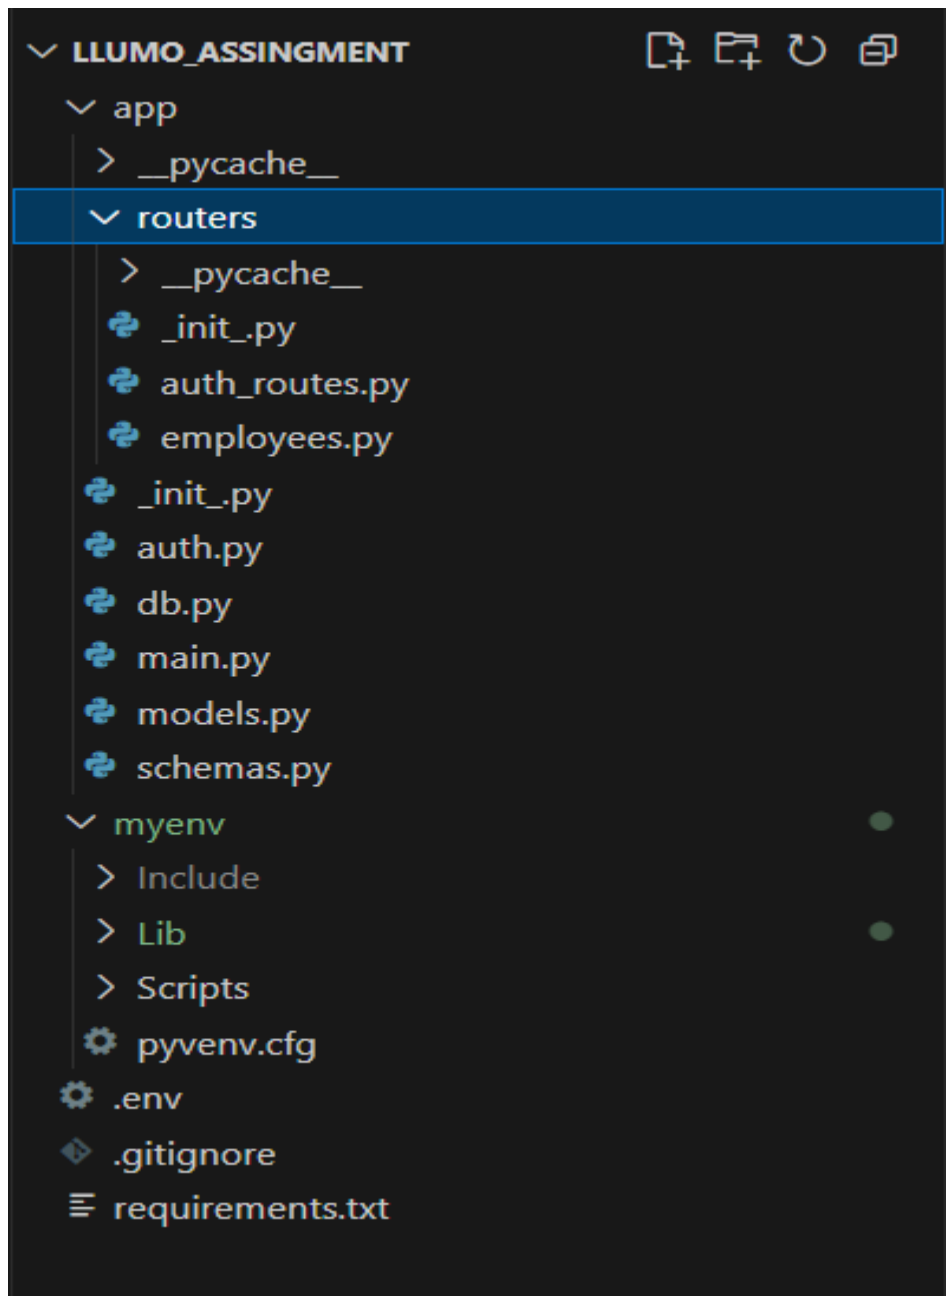 LLUMO_ASSINGMENT
app
__pycache__
routers
__pycache__
_init_.py
auth_routes.py
employees.py
_init_.py
auth.py
db.py
main.py
models.py
schemas.py
myenv
Include
Lib
Scripts
pyvenv.cfg
.env
.gitignore
requirements.txt